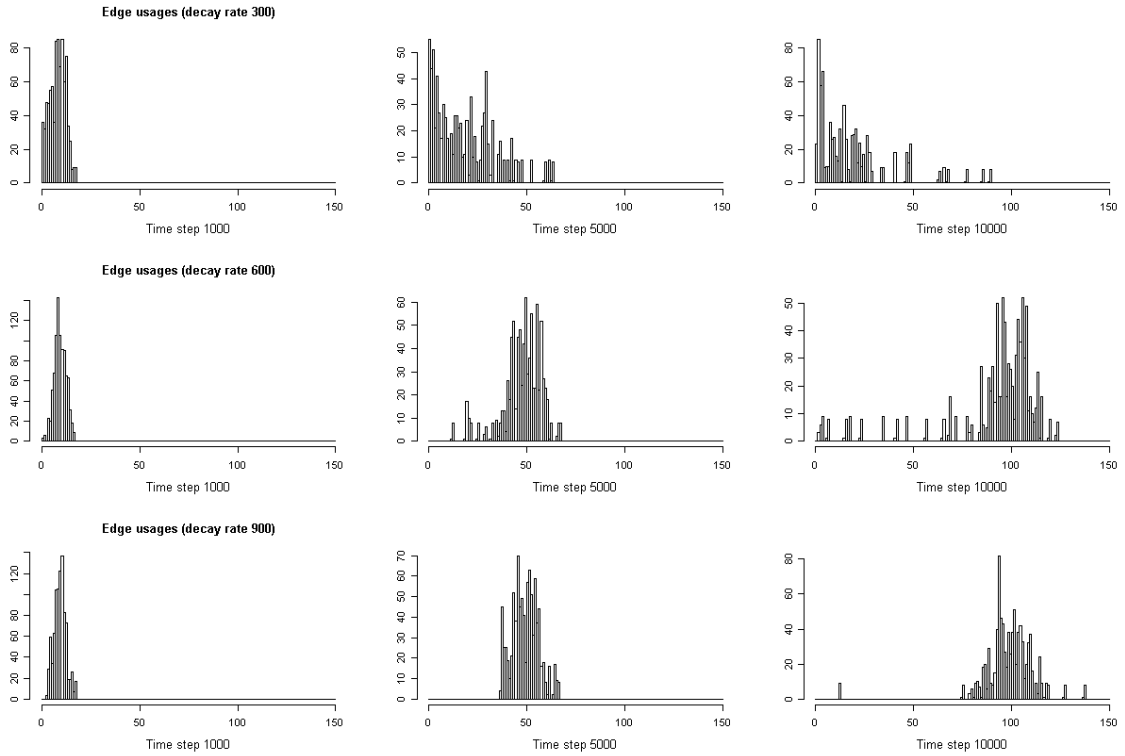 Edge usages (decay rate 300)
0 20 40 60 80
0 50 100 150
Time step 1000
0 10 20 30 40 50
0 50 100 150
Time step 5000
0 20 40 60 80
0 50 100 150
Time step 10000
Edge usages (decay rate 600)
0 20 40 60 80 120
0 50 100 150
Time step 1000
0 10 20 30 40 50 60
0 50 100 150
Time step 5000
0 10 20 30 40 50
0 50 100 150
Time step 10000
Edge usages (decay rate 900)
0 20 40 60 80 120
0 50 100 150
Time step 1000
0 10 20 30 40 50 60 70
0 50 100 150
Time step 5000
0 20 40 60 80
0 50 100 150
Time step 10000